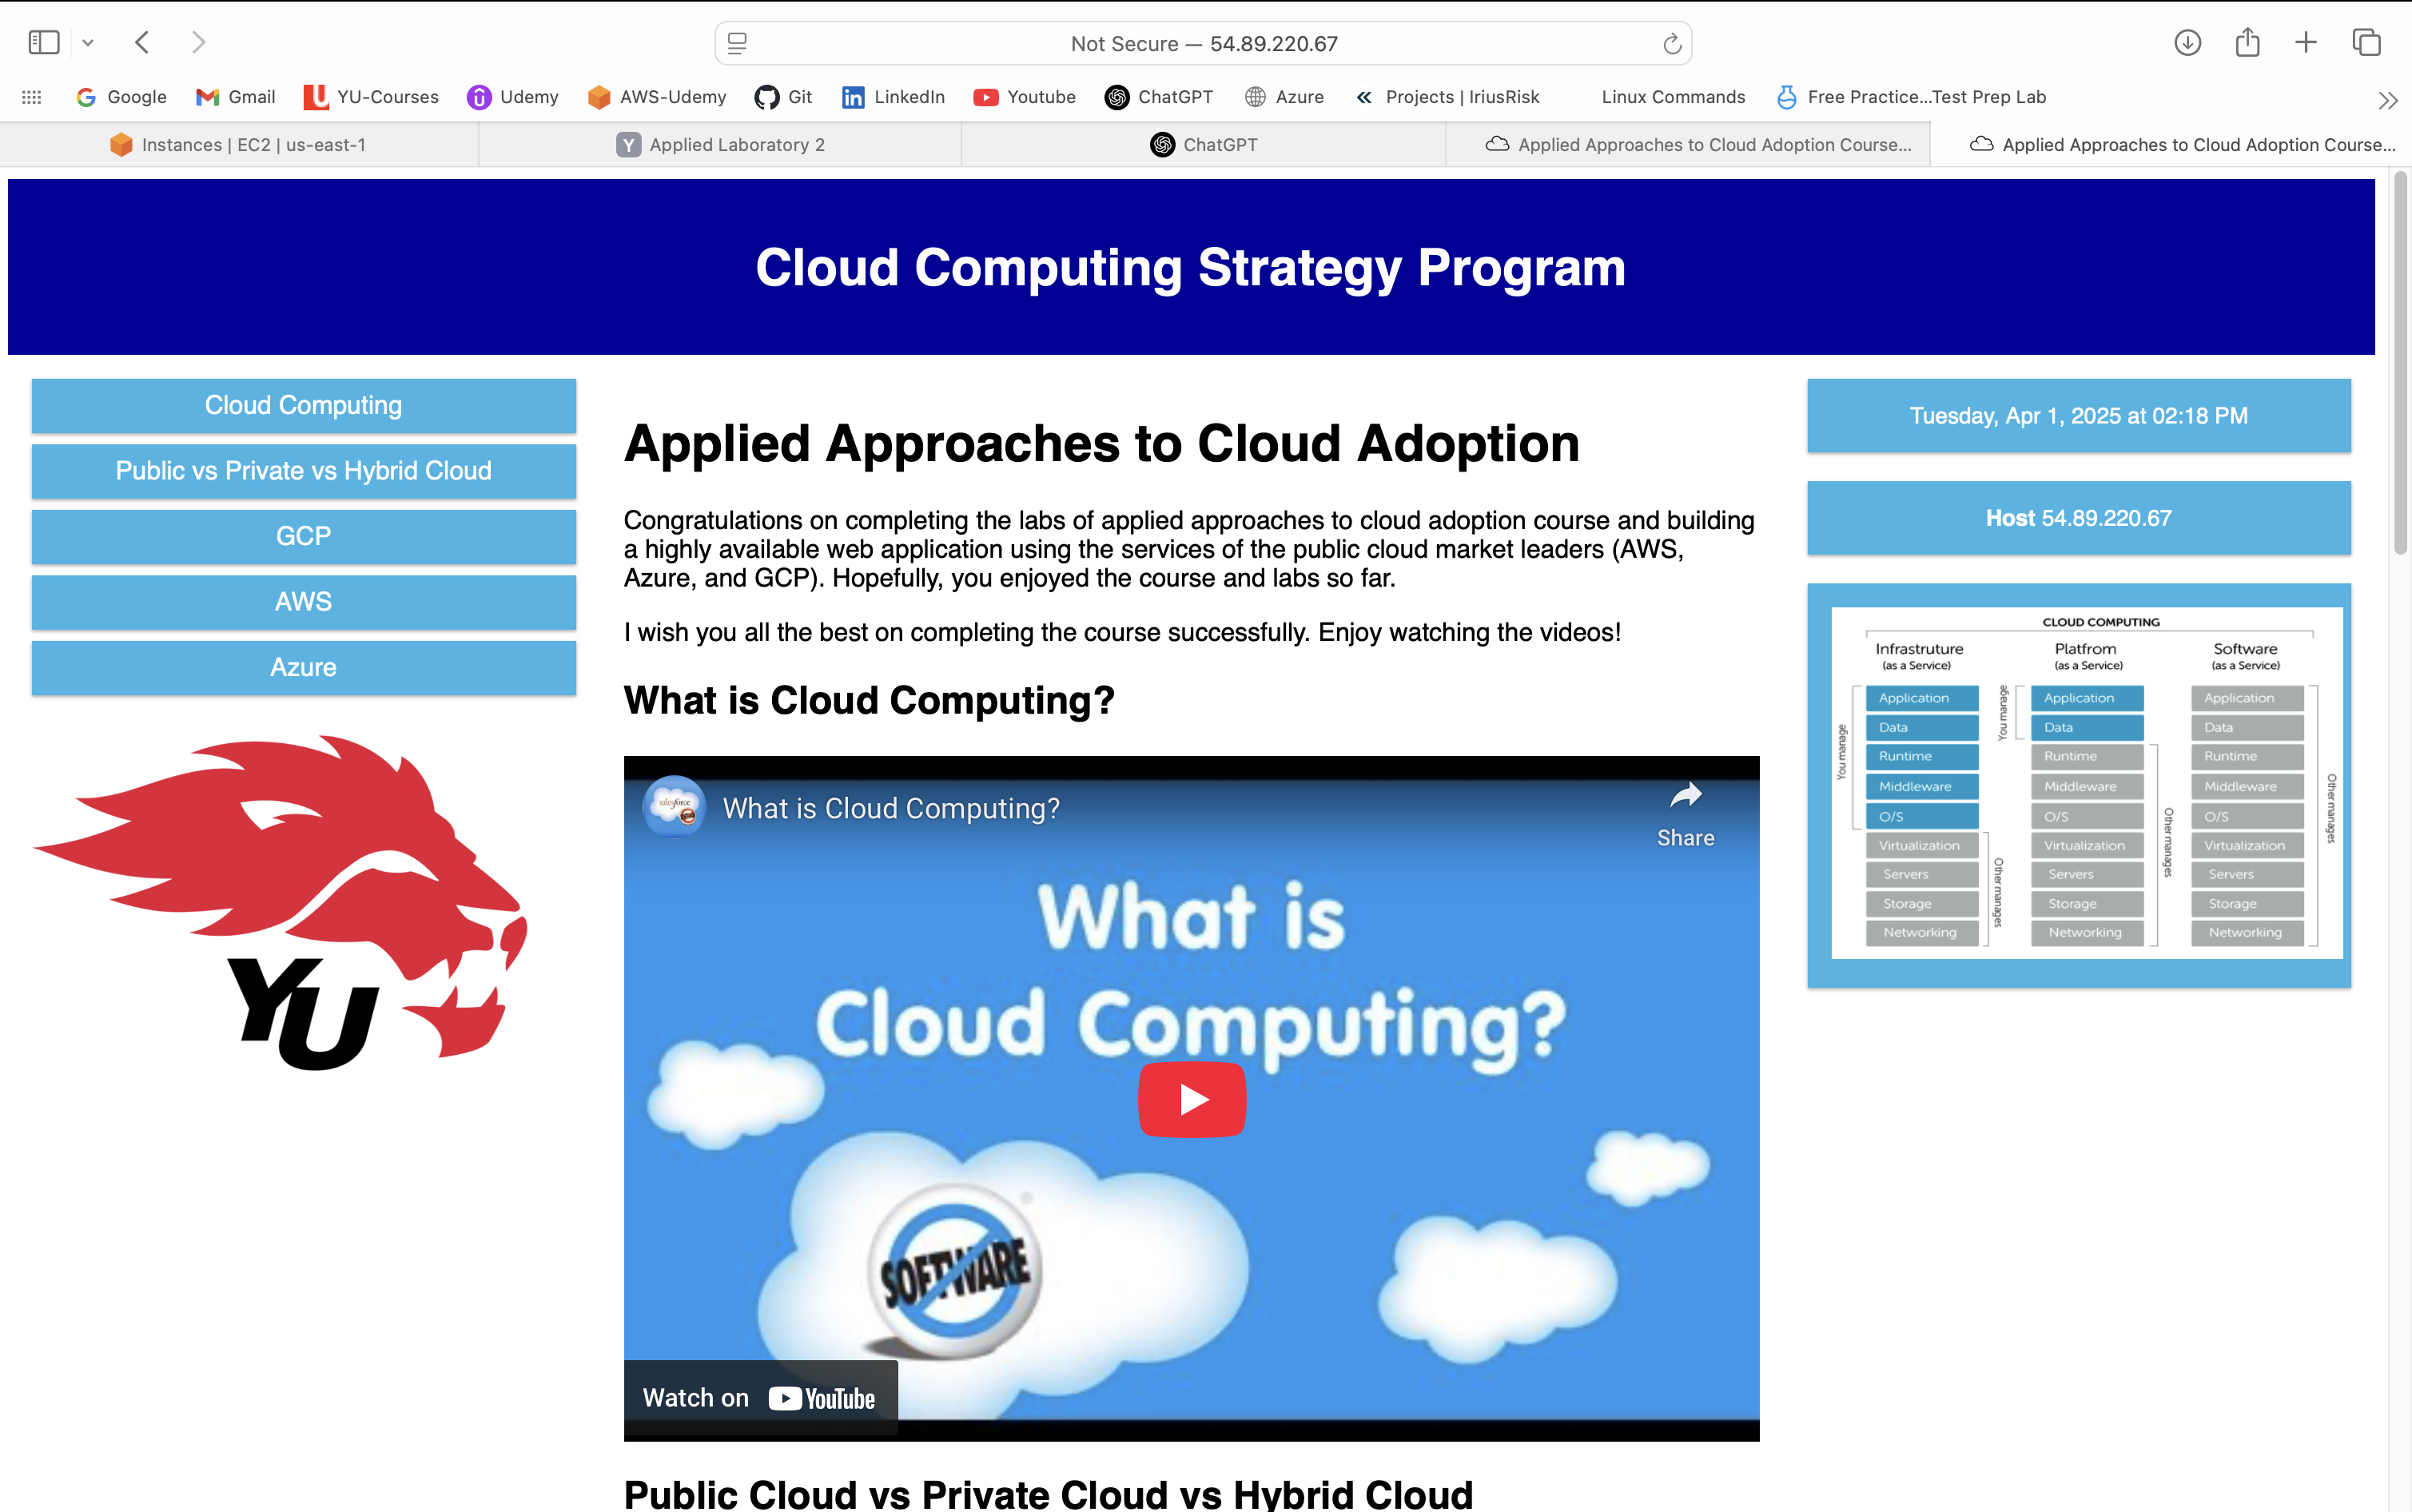 Not Secure — 54.89.220.67
Google
Gmail
YU-Courses
Udemy
AWS-Udemy
Git
LinkedIn
Youtube
ChatGPT
Azure
Projects | IriusRisk
Linux Commands
Free Practice...Test Prep Lab
Instances | EC2 | us-east-1
Y
Applied Laboratory 2
ChatGPT
Applied Approaches to Cloud Adoption Course...
Applied Approaches to Cloud Adoption Course...
Cloud Computing Strategy Program
Cloud Computing
Public vs Private vs Hybrid Cloud
GCP
AWS
Azure
YU
Applied Approaches to Cloud Adoption
Congratulations on completing the labs of applied approaches to cloud adoption course and building
a highly available web application using the services of the public cloud market leaders (AWS,
Azure, and GCP). Hopefully, you enjoyed the course and labs so far.
I wish you all the best on completing the course successfully. Enjoy watching the videos!
What is Cloud Computing?
salesforce
What is Cloud Computing?
Share
What is
Cloud Computing?
SOFTWARE
Watch on YouTube
Public Cloud vs Private Cloud vs Hybrid Cloud
Tuesday, Apr 1, 2025 at 02:18 PM
Host 54.89.220.67
CLOUD COMPUTING
Infrastruture
(as a Service)
You manage
Application
Data
Runtime
Middleware
O/S
Virtualization
Servers
Storage
Networking
Other manages
Platfrom
(as a Service)
You manage
Application
Data
Runtime
Middleware
O/S
Virtualization
Servers
Storage
Networking
Other manages
Software
(as a Service)
Application
Data
Runtime
Middleware
O/S
Virtualization
Servers
Storage
Networking
Other manages